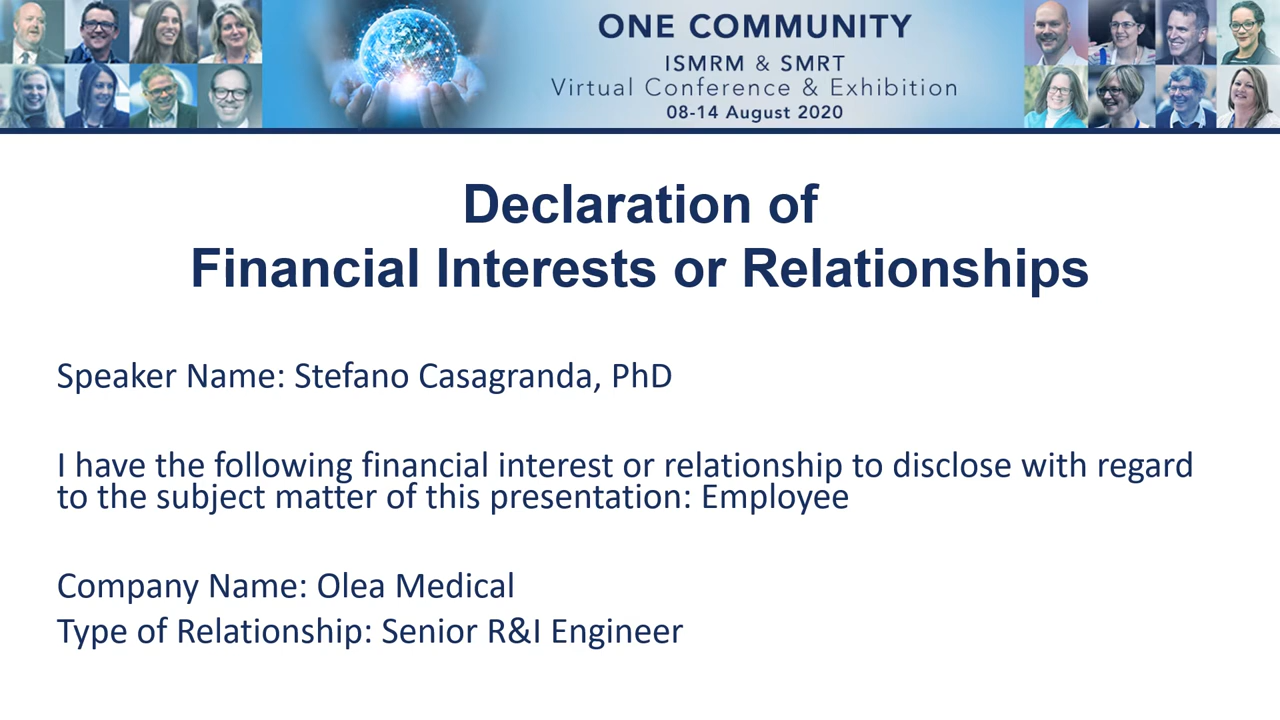 ONE COMMUNITY
ISMRM & SMRT
Virtual Conference & Exhibition
08-14 August 2020
Declaration of
Financial Interests or Relationships
Speaker Name: Stefano Casagranda, PhD
I have the following financial interest or relationship to disclose with regard
to the subject matter of this presentation: Employee
Company Name: Olea Medical
Type of Relationship: Senior R&I Engineer